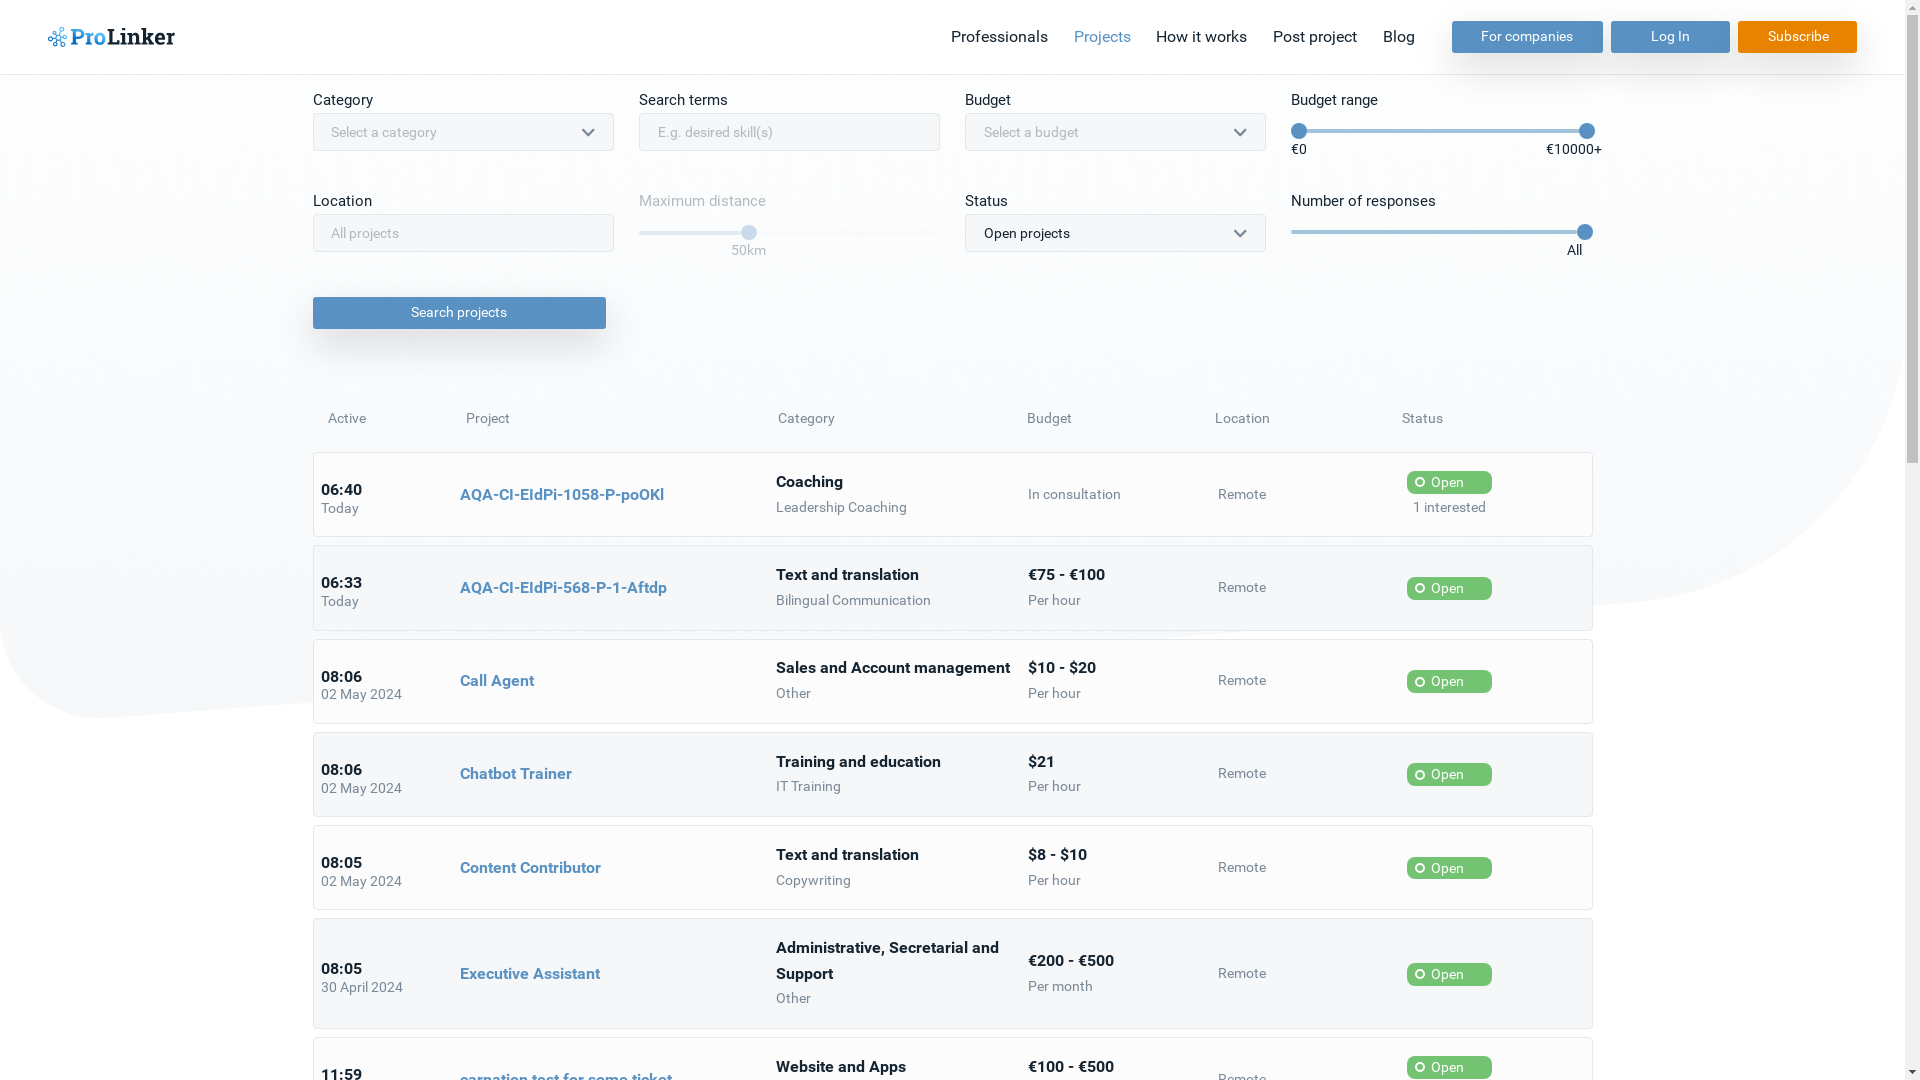 ProLinker
Professionals Projects How it works Post project Blog For companies Log In Subscribe
Category Search terms Budget Budget range
Select a category E.g. desired skill(s) Select a budget
€0 €10000+
Location Maximum distance Status Number of responses
All projects Open projects
50km All
Search projects
Active Project Category Budget Location Status
06:40
Today
AQA-CI-EIdPi-1058-P-poOKl
Coaching
Leadership Coaching
In consultation
Remote
Open
1 interested
06:33
Today
AQA-CI-EIdPi-568-P-1-Aftdp
Text and translation
Bilingual Communication
€75 - €100
Per hour
Remote
Open
08:06
02 May 2024
Call Agent
Sales and Account management
Other
$10 - $20
Per hour
Remote
Open
08:06
02 May 2024
Chatbot Trainer
Training and education
IT Training
$21
Per hour
Remote
Open
08:05
02 May 2024
Content Contributor
Text and translation
Copywriting
$8 - $10
Per hour
Remote
Open
08:05
30 April 2024
Executive Assistant
Administrative, Secretarial and
Support
Other
€200 - €500
Per month
Remote
Open
11:59
carnation test for some ticket
Website and Apps
€100 - €500
Remote
Open